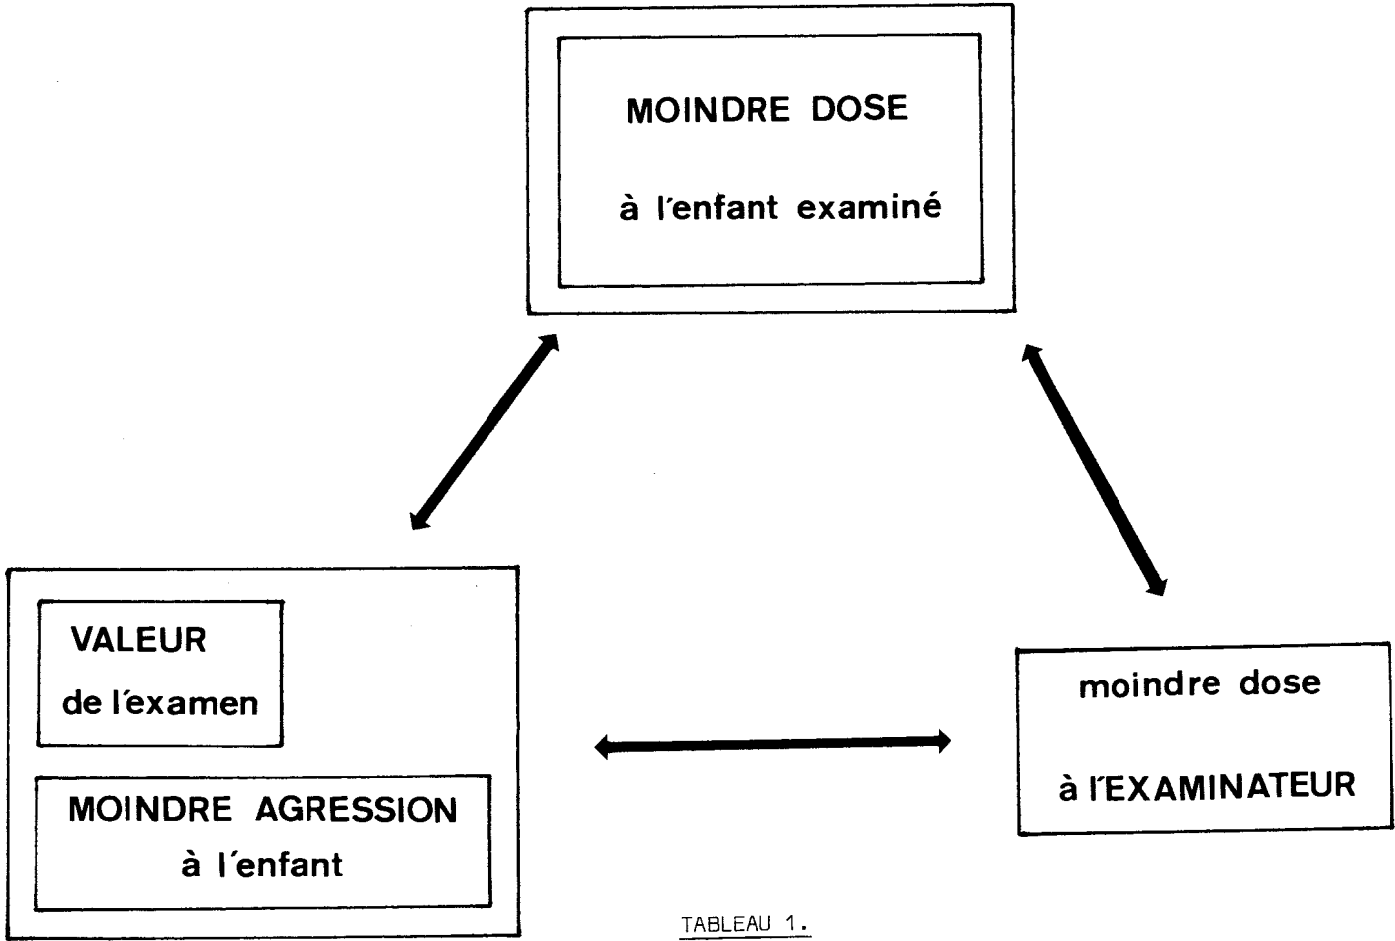 MOINDRE DOSE
à l'enfant examiné
VALEUR
de l'examen
MOINDRE AGRESSION
à l'enfant
moindre dose
à l'EXAMINATEUR
TABLEAU 1.